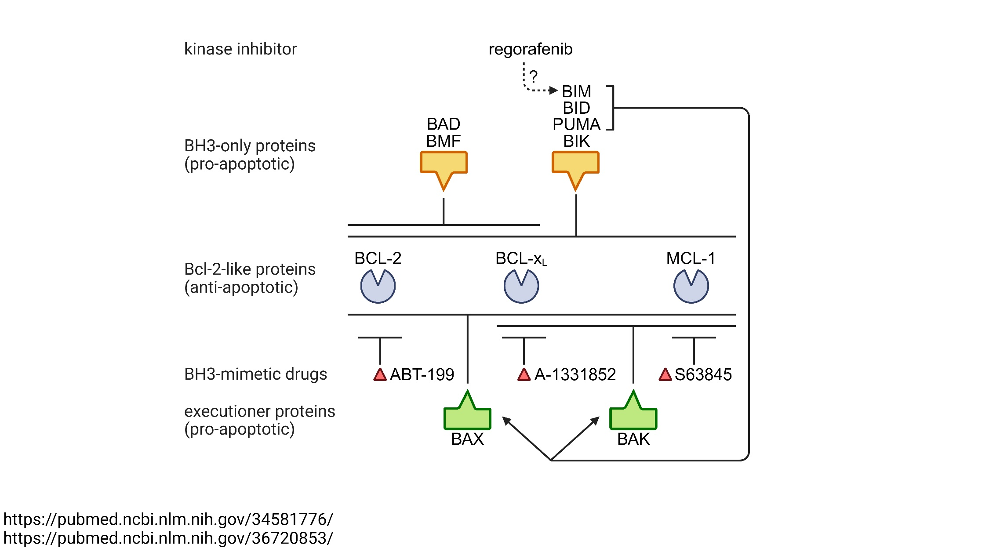 kinase inhibitor
regorafenib
?
BIM
BID
PUMA
BIK
BAD
BMF
BH3-only proteins
(pro-apoptotic)
BCL-2
BCL-xL
MCL-1
Bcl-2-like proteins
(anti-apoptotic)
BH3-mimetic drugs
ABT-199
A-1331852
S63845
executioner proteins
(pro-apoptotic)
BAX
BAK
https://pubmed.ncbi.nlm.nih.gov/34581776/
https://pubmed.ncbi.nlm.nih.gov/36720853/